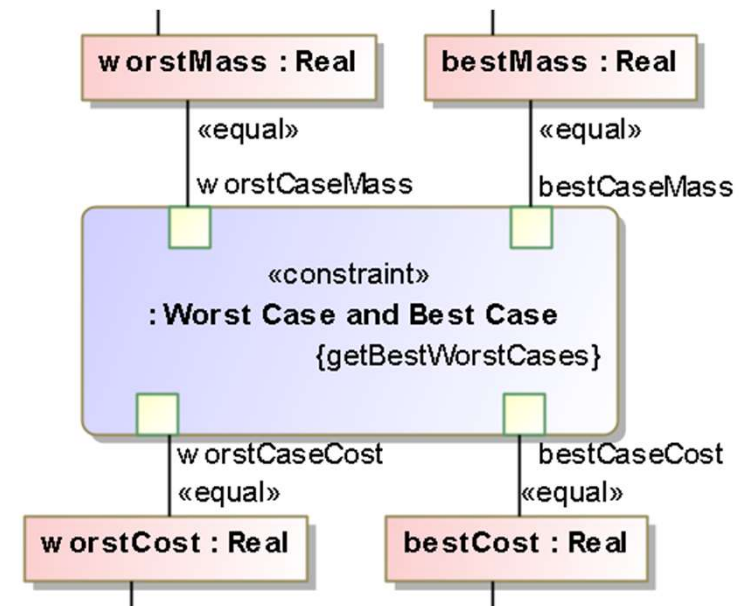 worstMass : Real
bestMass : Real
«equal»
«equal»
worstCaseMass
bestCaseMass
«constraint»
: Worst Case and Best Case
{getBestWorstCases}
worstCaseCost
bestCaseCost
«equal»
«equal»
worstCost : Real
bestCost : Real